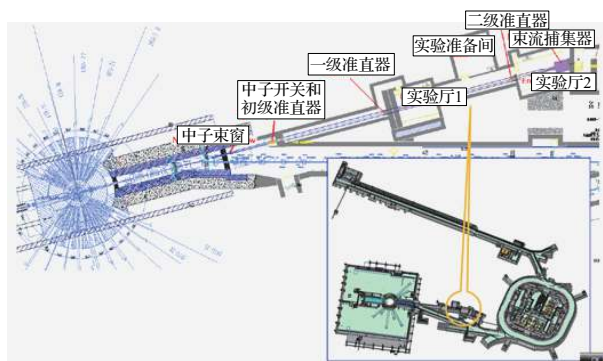 二级准直器
束流捕集器
实验准备间
一级准直器
实验厅2
实验厅1
中子开关和
初级准直器
中子束窗